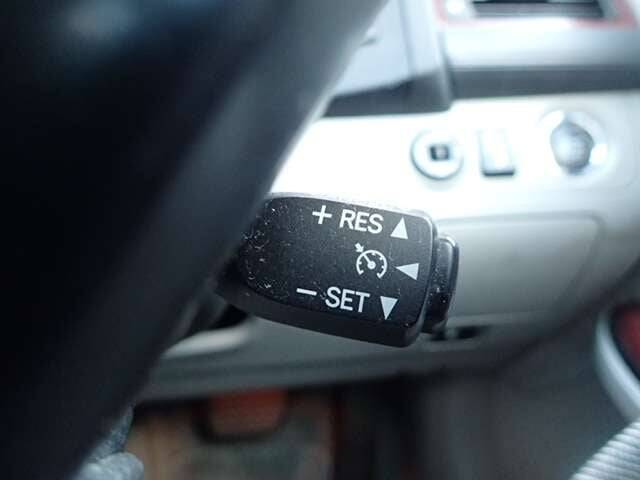 + RES
- SET